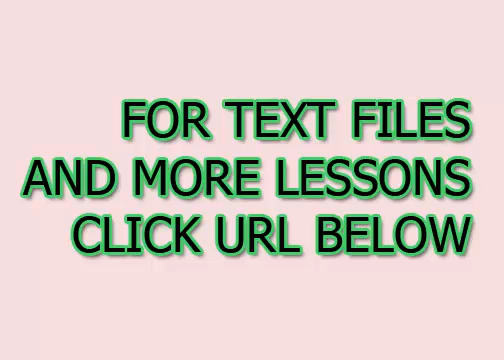 FOR TEXT FILES
AND MORE LESSONS
CLICK URL BELOW